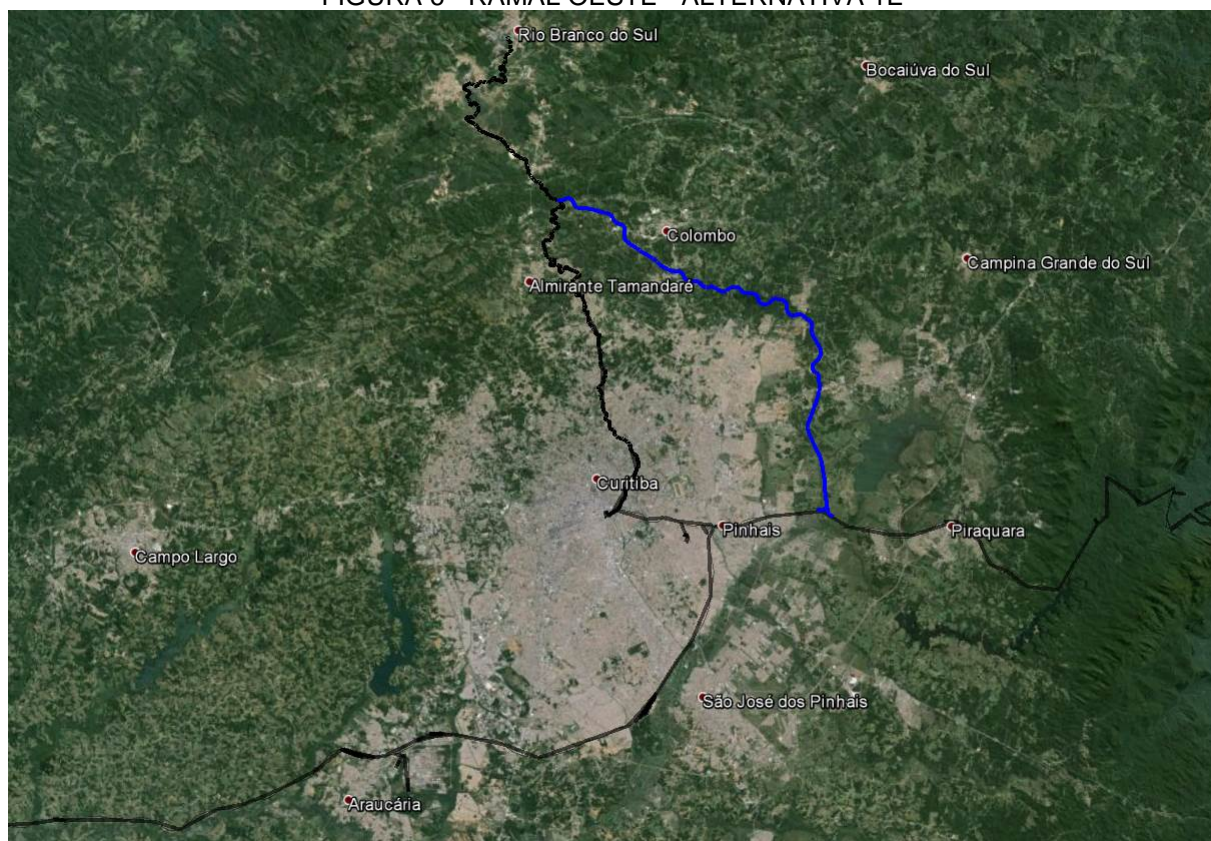 FIGURA 6 - RAMAL OESTE - ALTERNATIVA 1E
Rio Branco do Sul
Bocaiúva do Sul
Colombo
Campina Grande do Sul
Almirante Tamandaré
Curitiba
Pinhais
Piraquara
Campo Largo
São José dos Pinhais
Araucária